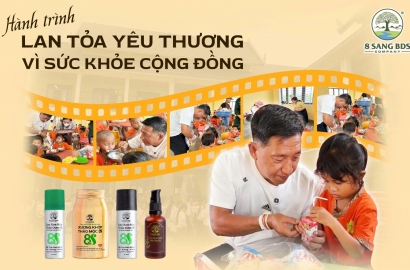 Hành trình
LAN TỎA YÊU THƯƠNG
VÌ SỨC KHỎE CỘNG ĐỒNG
8 SANG BDS
COMPANY